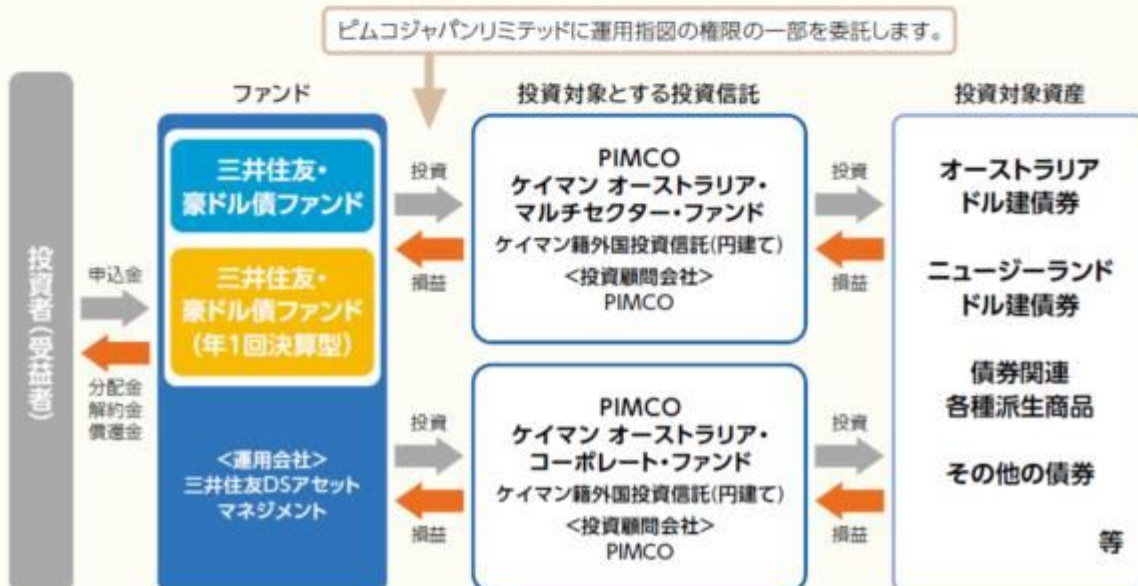 ピムコジャパンリミテッドに運用指図の権限の一部を委託します。
ファンド
投資対象とする投資信託
投資対象資産
投資者(受益者)
申込金
分配金
解約金
償還金
三井住友・
豪ドル債ファンド
三井住友・
豪ドル債ファンド
(年1回決算型)
<運用会社>
三井住友DSアセット
マネジメント
投資
損益
投資
損益
PIMCO
ケイマン オーストラリア・
マルチセクター・ファンド
ケイマン籍外国投資信託(円建て)
<投資顧問会社>
PIMCO
PIMCO
ケイマン オーストラリア・
コーポレート・ファンド
ケイマン籍外国投資信託(円建て)
<投資顧問会社>
PIMCO
投資
損益
投資
損益
オーストラリア
ドル建債券
ニュージーランド
ドル建債券
債券関連
各種派生商品
その他の債券
等